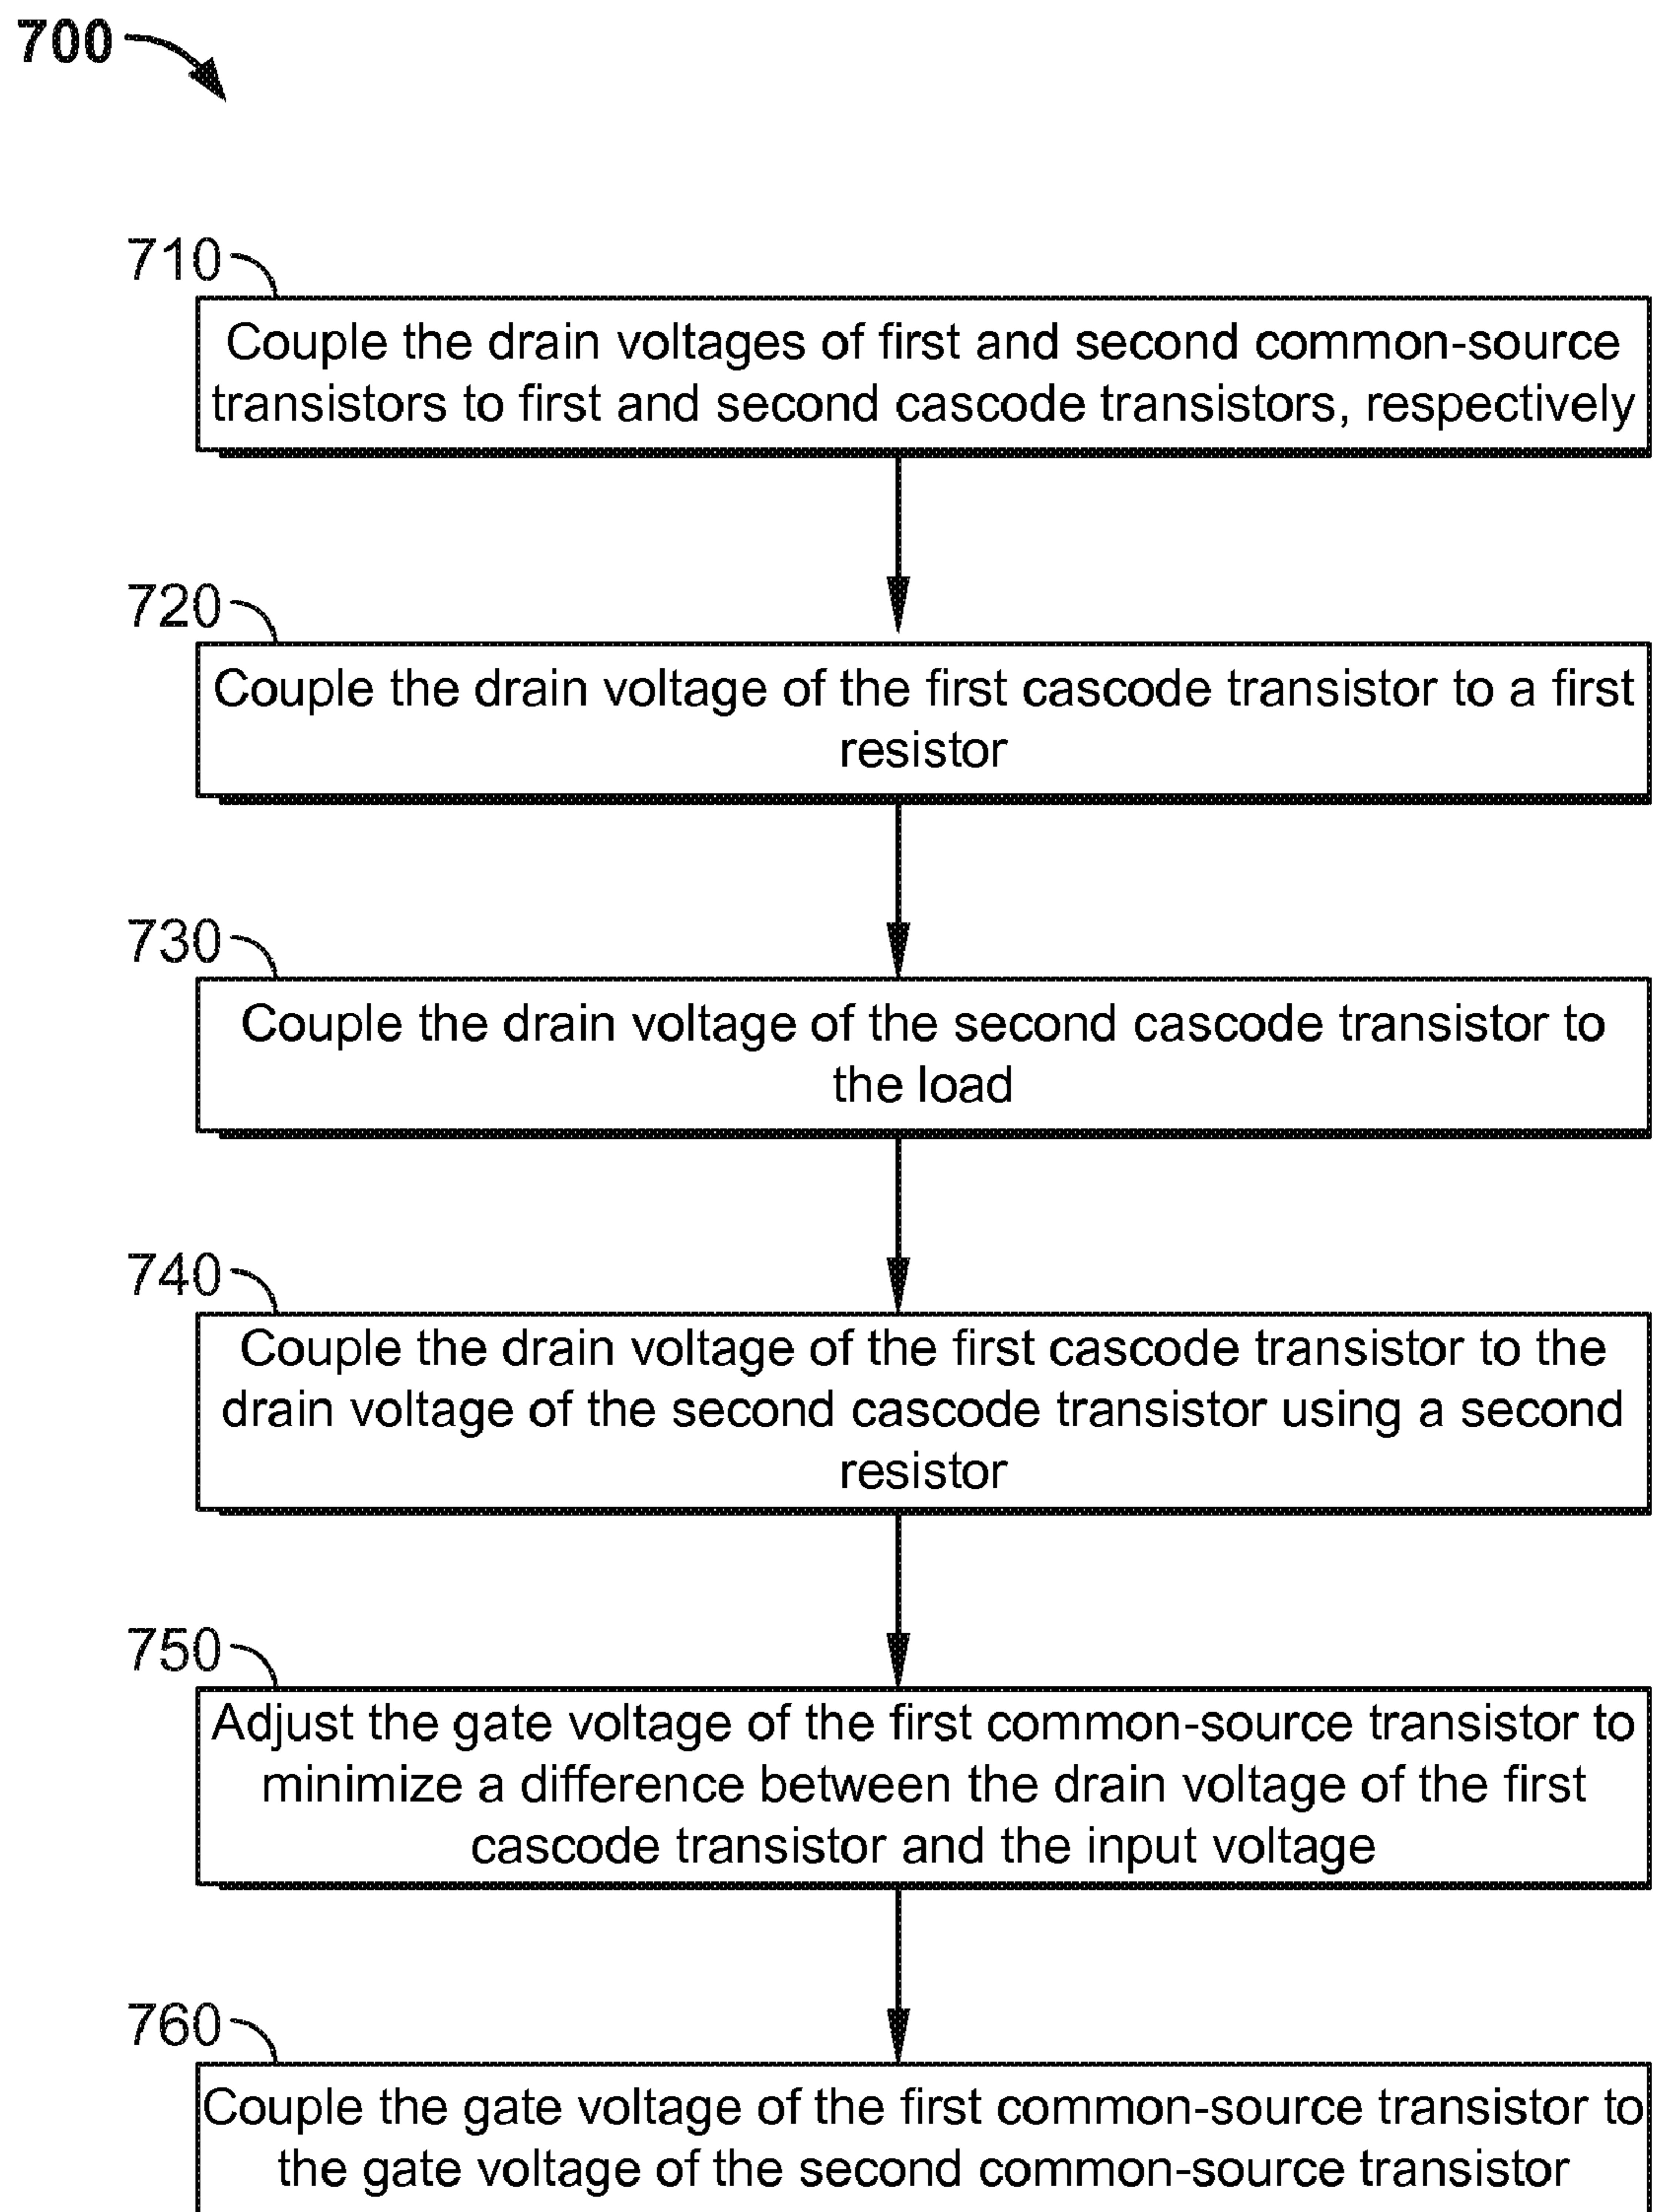 700
710
Couple the drain voltages of first and second common-source
transistors to first and second cascode transistors, respectively
720
Couple the drain voltage of the first cascode transistor to a first
resistor
730
Couple the drain voltage of the second cascode transistor to
the load
740
Couple the drain voltage of the first cascode transistor to the
drain voltage of the second cascode transistor using a second
resistor
750
Adjust the gate voltage of the first common-source transistor to
minimize a difference between the drain voltage of the first
cascode transistor and the input voltage
760
Couple the gate voltage of the first common-source transistor to
the gate voltage of the second common-source transistor